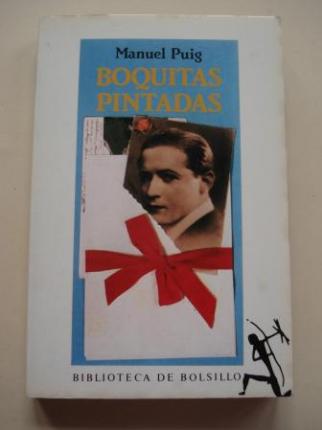 Manuel Puig
BOQUITAS
PINTADAS
BIBLIOTECA DE BOLSILLO